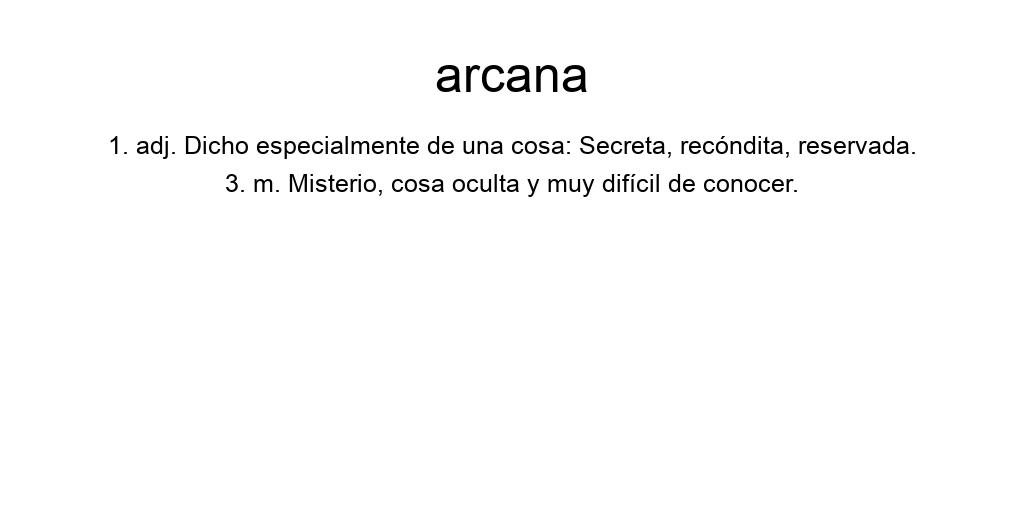 arcana
1. adj. Dicho especialmente de una cosa: Secreta, recóndita, reservada.
3. m. Misterio, cosa oculta y muy difícil de conocer.